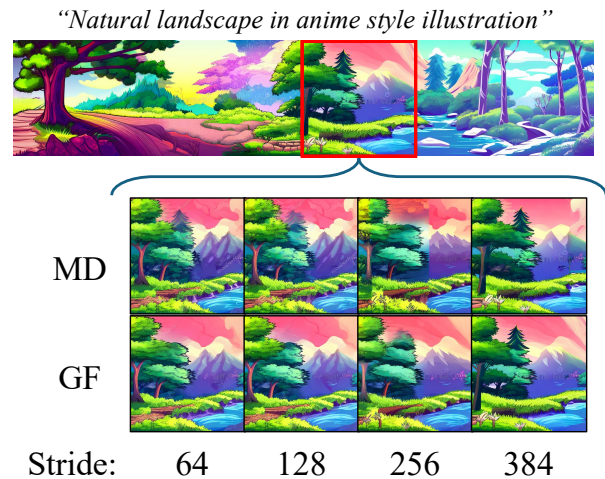 “Natural landscape in anime style illustration”
MD
GF
Stride: 64 128 256 384